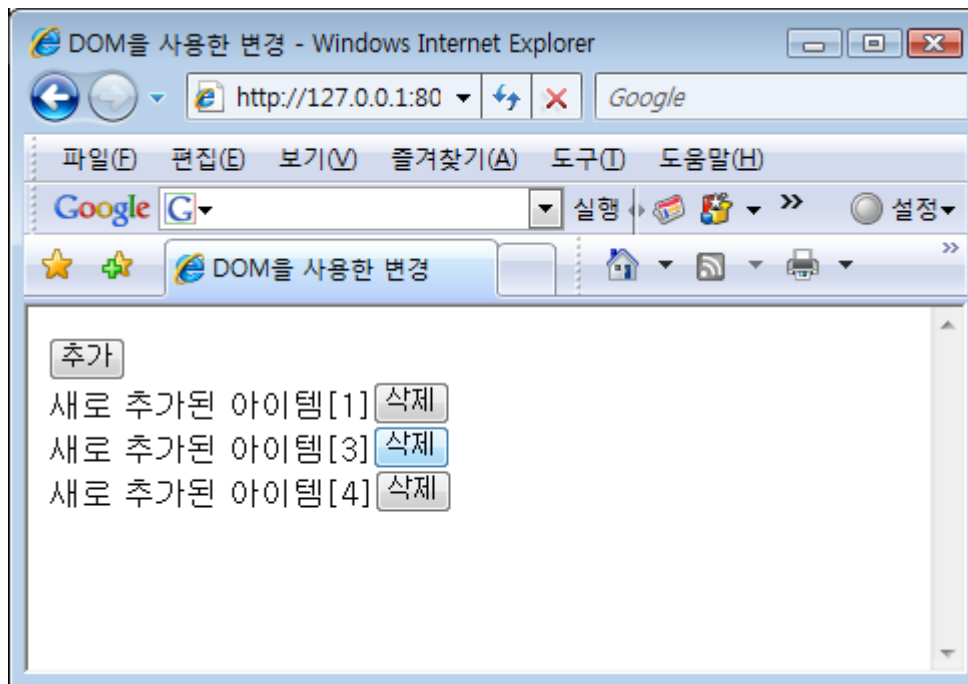 DOM을 사용한 변경 - Windows Internet Explorer
http://127.0.0.1:80
Google
파일(F) 편집(E) 보기(V) 즐겨찾기(A) 도구(T) 도움말(H)
Google G 실행 » 설정
DOM을 사용한 변경 »
추가
새로 추가된 아이템[1] 삭제
새로 추가된 아이템[3] 삭제
새로 추가된 아이템[4] 삭제